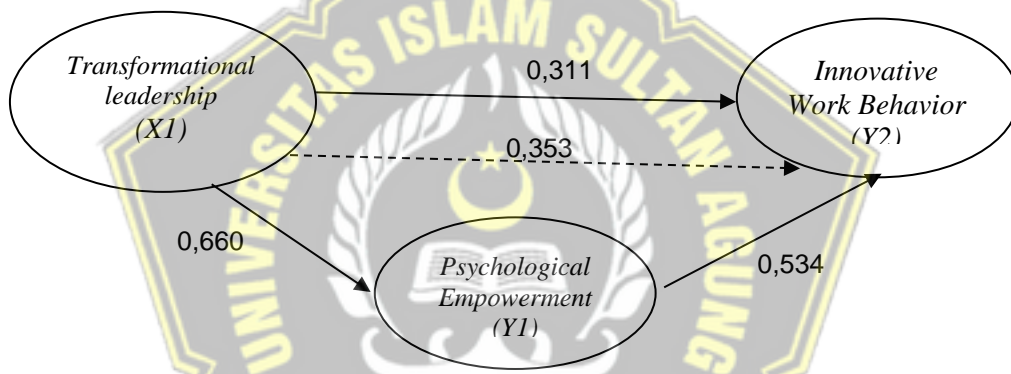 UNIVERSITAS ISLAM SULTAN AGUNG
Transformational
leadership
(X1)
0,311
Innovative
Work Behavior
(Y2)
0,353
0,660
Psychological
Empowerment
(Y1)
0,534